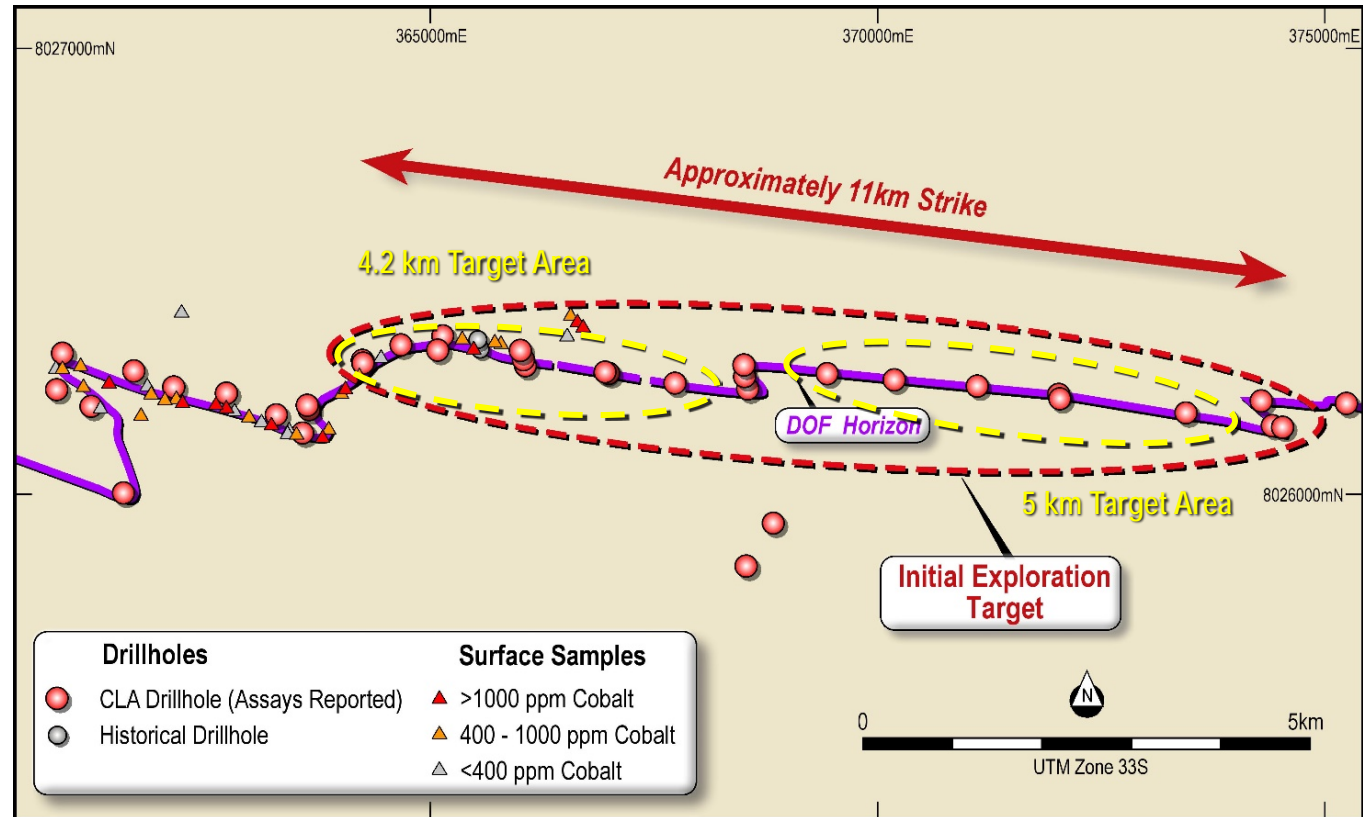 365000mE
370000mE
375000mE
8027000mN
Approximately 11km Strike
4.2 km Target Area
DOF Horizon
8026000mN
5 km Target Area
Initial Exploration
Target
Drillholes
CLA Drillhole (Assays Reported)
Historical Drillhole
Surface Samples
>1000 ppm Cobalt
400 - 1000 ppm Cobalt
<400 ppm Cobalt
N
0
5km
UTM Zone 33S